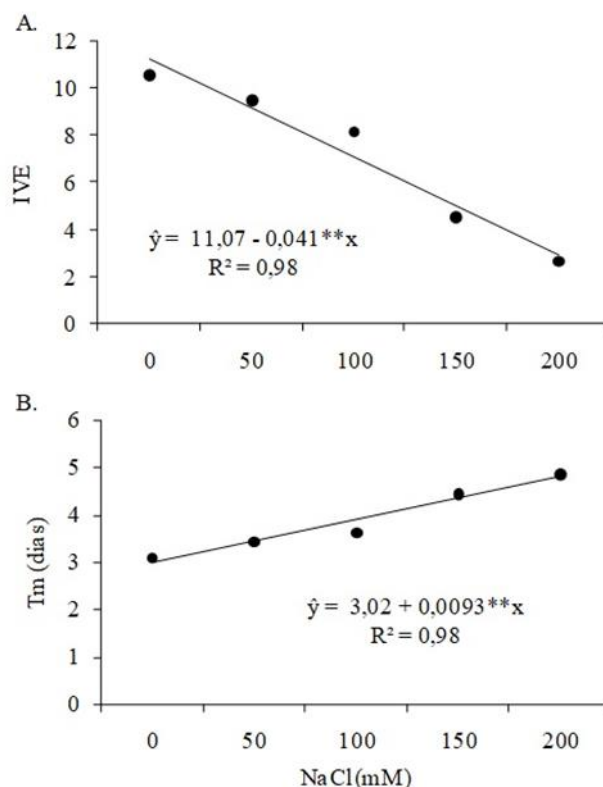 A.
12
10
8
6
4
2
0
IVE
ŷ = 11,07 - 0,041**x
R² = 0,98
0 50 100 150 200
B.
6
5
4
3
2
1
0
Tm (dias)
ŷ = 3,02 + 0,0093**x
R² = 0,98
0 50 100 150 200
NaCl(mM)